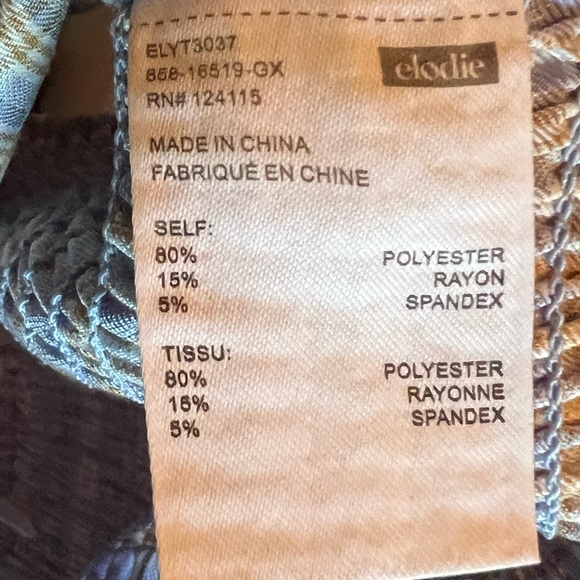 ELYT3037
elodie
858-16519-GX
RN# 124115
MADE IN CHINA
FABRIQUÉ EN CHINE
SELF:
80% POLYESTER
15% RAYON
5% SPANDEX
TISSU:
80% POLYESTER
15% RAYONNE
5% SPANDEX